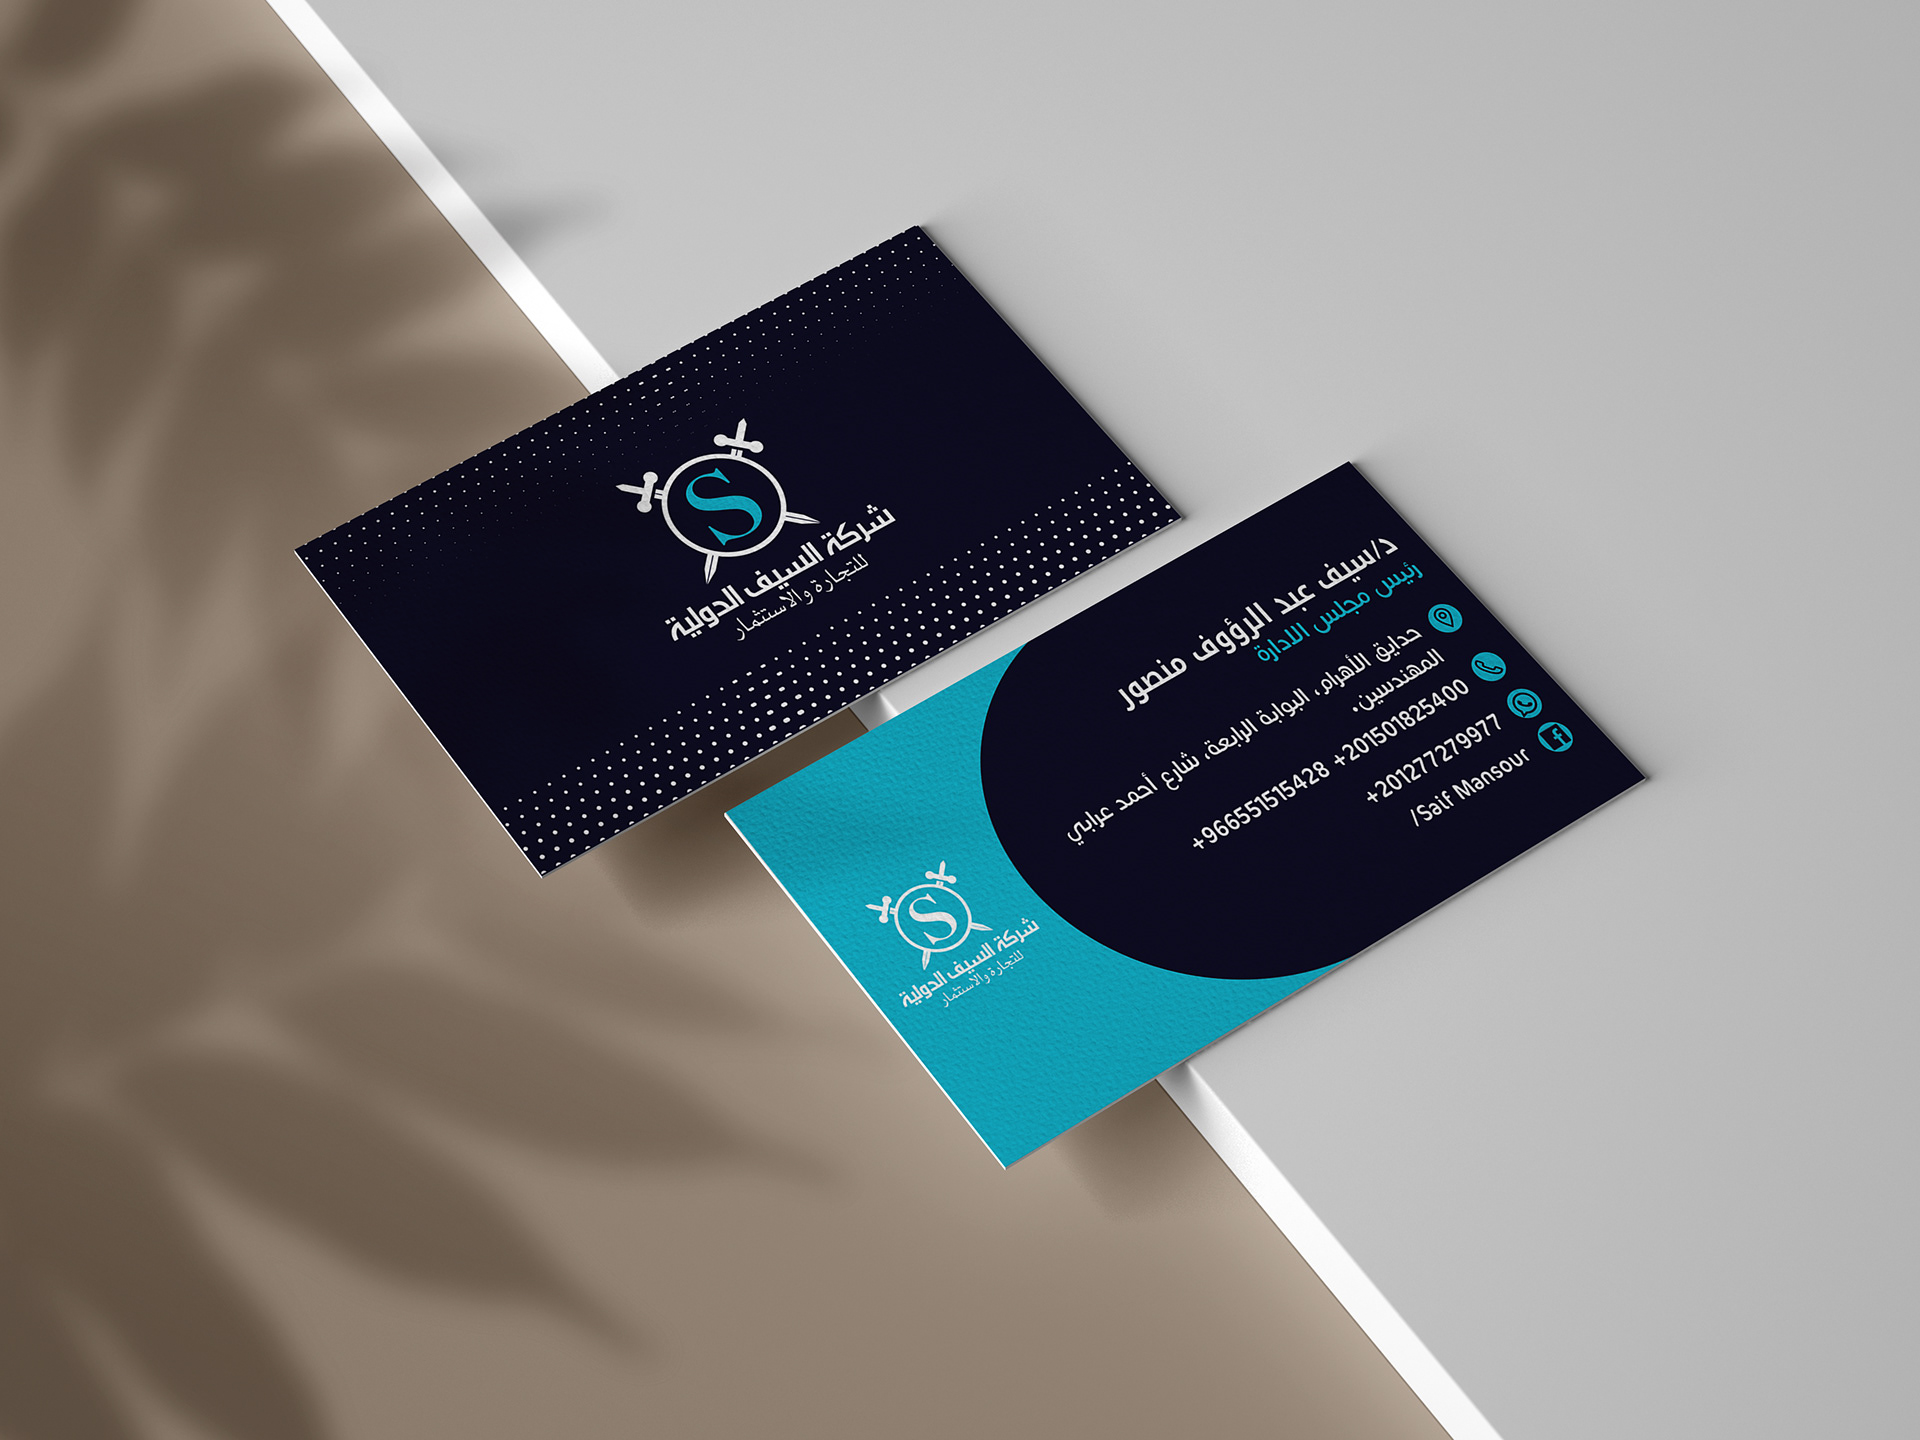 S
شركة السيف الدولية
للتجارة والاستثمار
د/سيف عبد الرؤوف منصور
رئيس مجلس الادارة
حدايق الأهرام، البوابة الرابعة، شارع أحمد عرابي
المهندسين.
+966551515428 +201501825400
+201277279977
/Saif Mansour
S
شركة السيف الدولية
للتجارة والاستثمار